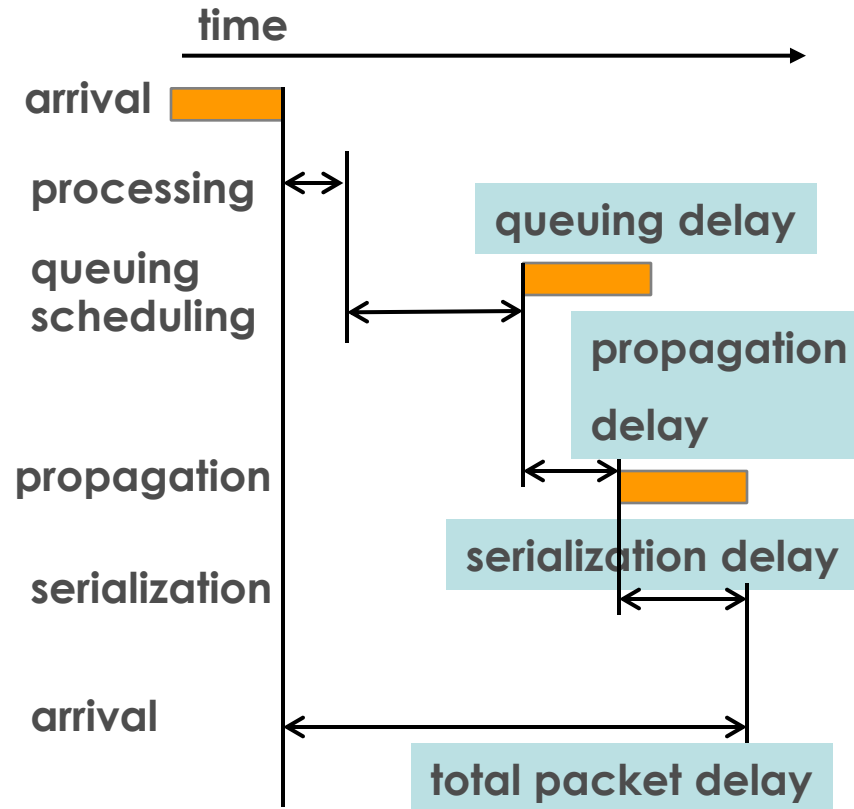 time
arrival
processing
queuing delay
queuing
scheduling
propagation
delay
propagation
serialization delay
serialization
arrival
total packet delay